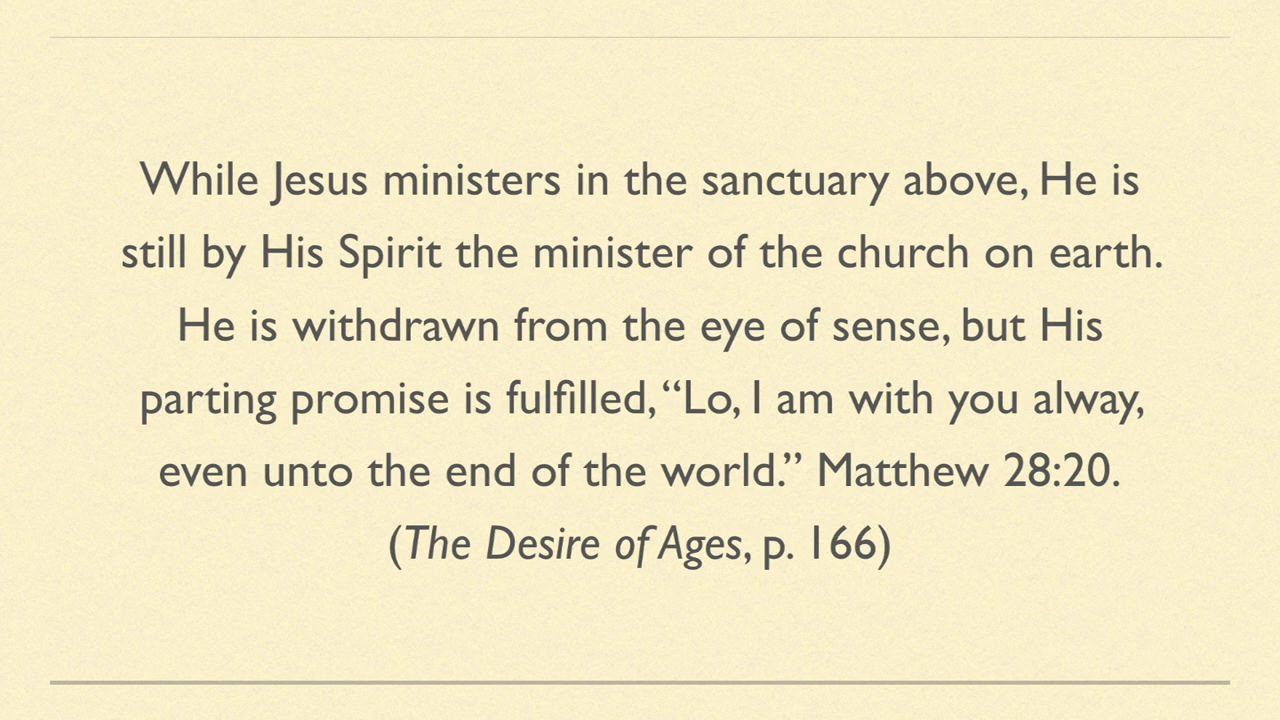 While Jesus ministers in the sanctuary above, He is
still by His Spirit the minister of the church on earth.
He is withdrawn from the eye of sense, but His
parting promise is fulfilled, “Lo, I am with you alway,
even unto the end of the world.” Matthew 28:20.
(The Desire of Ages, p. 166)